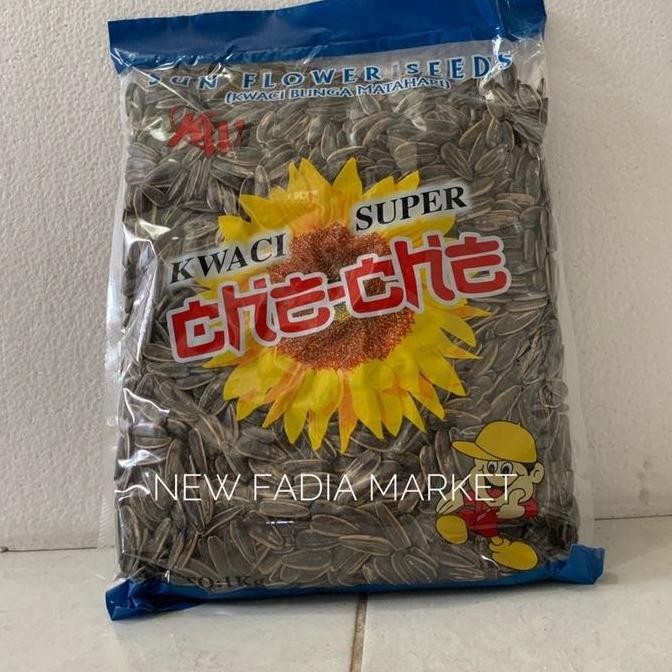 SUN FLOWER SEEDS
(KWACI BUNGA MATAHARI)
KWACI SUPER
che-che
NEW FADIA MARKET